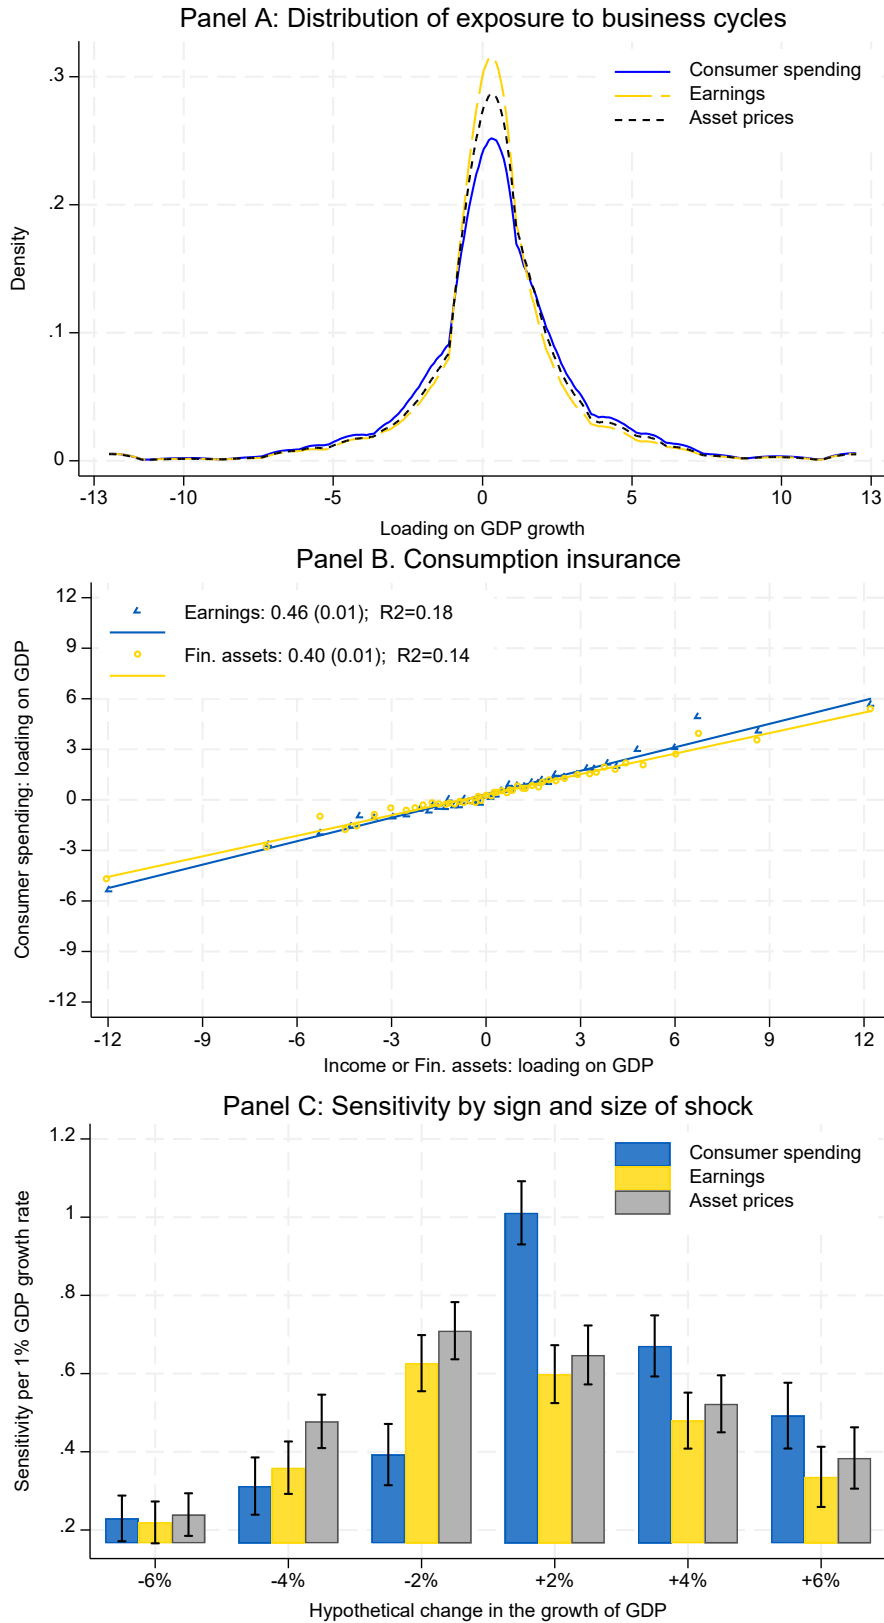 Panel A: Distribution of exposure to business cycles
Consumer spending
Earnings
Asset prices
.3
.2
.1
0
Density
-13
-10
-5
0
5
10
13
Loading on GDP growth
Panel B. Consumption insurance
Earnings: 0.46 (0.01);  R2=0.18
Fin. assets: 0.40 (0.01);  R2=0.14
12
9
6
3
0
-3
-6
-9
-12
Consumer spending: loading on GDP
-12
-9
-6
-3
0
3
6
9
12
Income or Fin. assets: loading on GDP
Panel C: Sensitivity by sign and size of shock
Consumer spending
Earnings
Asset prices
1.2
1
.8
.6
.4
.2
Sensitivity per 1% GDP growth rate
-6%
-4%
-2%
+2%
+4%
+6%
Hypothetical change in the growth of GDP